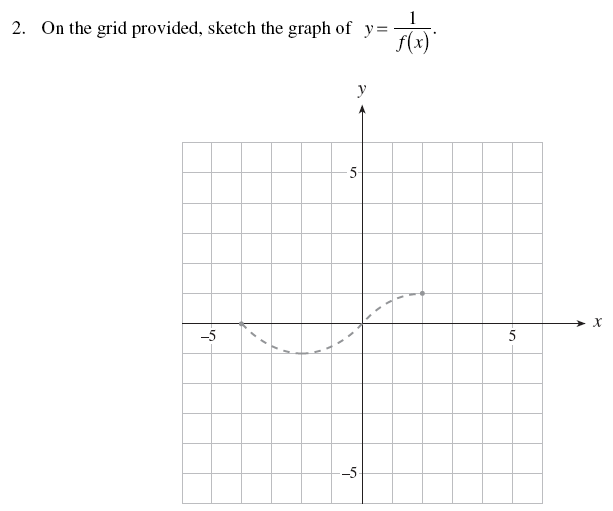 2. On the grid provided, sketch the graph of y = 1/f(x).
y
5
x
–5
5
–5